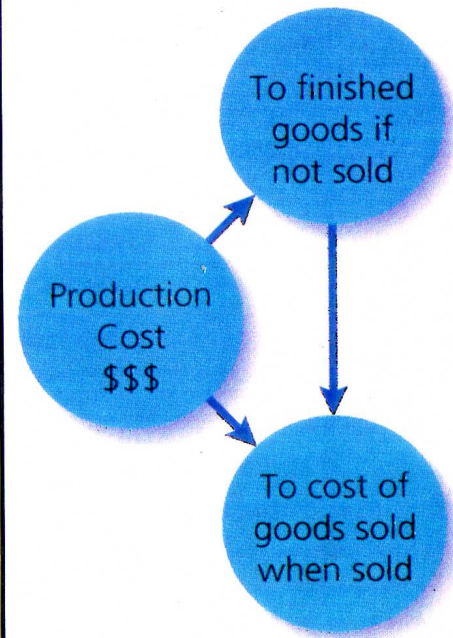 To finished
goods if
not sold
Production
Cost
$$$
To cost of
goods sold
when sold